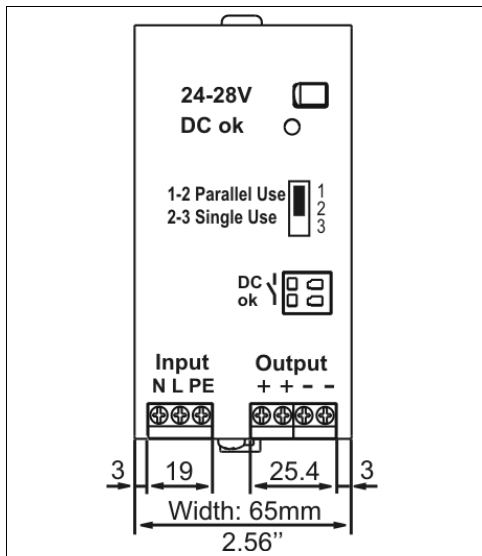 24-28V
DC ok
1-2 Parallel Use
2-3 Single Use
1
2
3
DC
ok
Input Output
N L PE + + - -
3 19 25.4 3
Width: 65mm
2.56’’